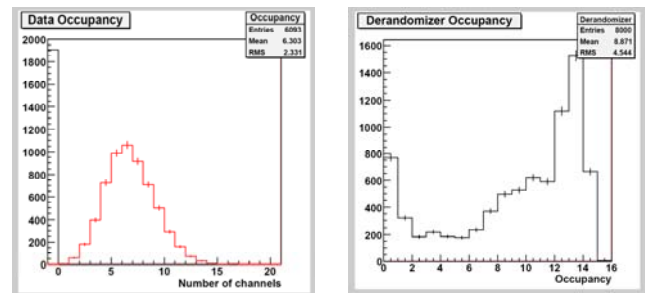 Data Occupancy
Occupancy
Entries 6093
Mean 6.303
RMS 2.331
2000
1800
1600
1400
1200
1000
800
600
400
200
0
0 5 10 15 20
Number of channels
Derandomizer Occupancy
Derandomizer
Entries 8000
Mean 8.871
RMS 4.544
1600
1400
1200
1000
800
600
400
200
0
0 2 4 6 8 10 12 14 16
Occupancy